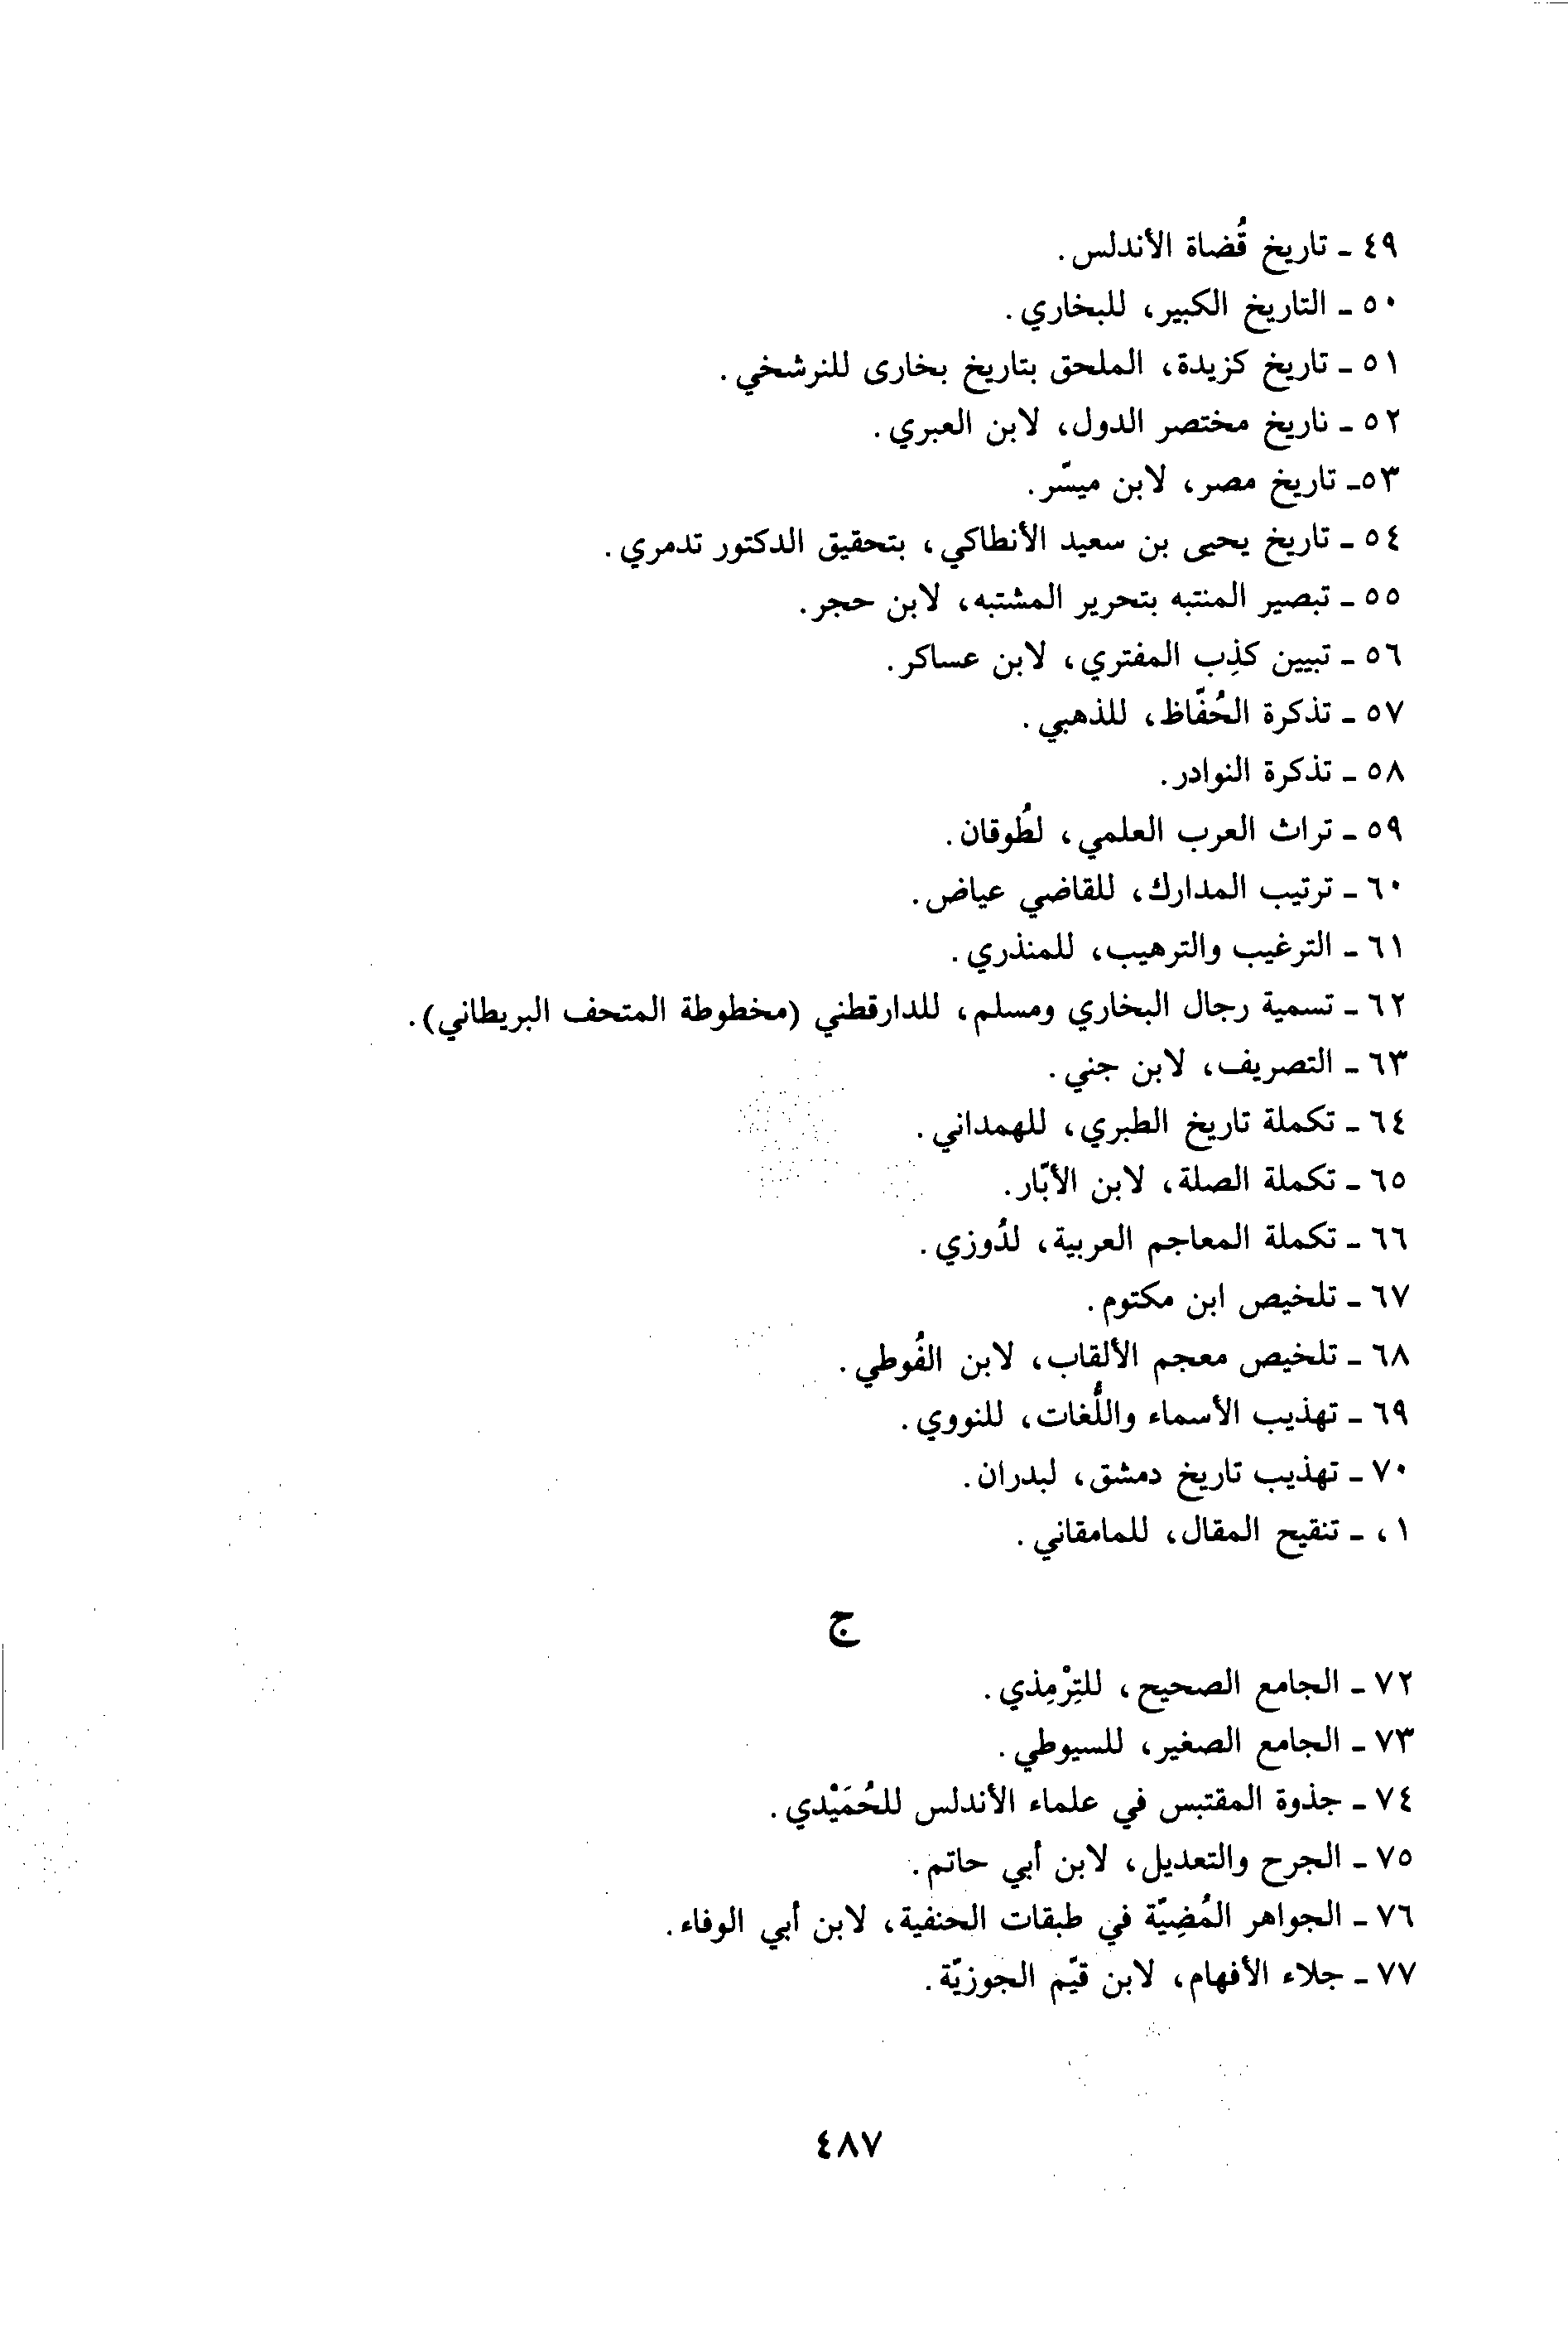 ٤٩ - تاريخ قُضاة الأندلس.
٥٠ - التاريخ الكبير، للبخاري.
٥١ - تاريخ كزيدة، الملحق بتاريخ بخارى للنرشخي.
٥٢ - ناريخ مختصر الدول، لابن العبري.
٥٣- تاريخ مصر، لابن ميسّر.
٥٤ - تاريخ يحيى بن سعيد الأنطاكي، بتحقيق الدكتور تدمري.
٥٥ - تبصير المنتبه بتحرير المشتبه، لابن حجر.
٥٦ - تبيين كذِب المفتري، لابن عساكر.
٥٧ - تذكرة الحُفّاظ، للذهبي.
٥٨ - تذكرة النوادر.
٥٩ - تراث العرب العلمي، لطُوقان.
٦٠ - ترتيب المدارك، للقاضي عياض.
٦١ - الترغيب والترهيب، للمنذري.
٦٢ - تسمية رجال البخاري ومسلم، للدارقطني (مخطوطة المتحف البريطاني).
٦٣ - التصريف، لابن جني.
٦٤ - تكملة تاريخ الطبري، للهمداني.
٦٥ - تكملة الصلة، لابن الأبّار.
٦٦ - تكملة المعاجم العربية، لدُوزي.
٦٧ - تلخيص ابن مكتوم.
٦٨ - تلخيص معجم الألقاب، لابن الفُوطي.
٦٩ - تهذيب الأسماء واللُّغات، للنووي.
٧٠ - تهذيب تاريخ دمشق، لبدران.
،١ - تنقيح المقال، للمامقاني.
ج
٧٢ - الجامع الصحيح، للتِرْمِذي.
٧٣ - الجامع الصغير، للسيوطي.
٧٤ - جذوة المقتبس في علماء الأندلس للحُمَيْدي.
٧٥ - الجرح والتعديل، لابن أبي حاتم.
٧٦ - الجواهر المُضِيّة في طبقات الحنفية، لابن أبي الوفاء.
٧٧ - جلاء الأفهام، لابن قيّم الجوزيّة.
٤٨٧